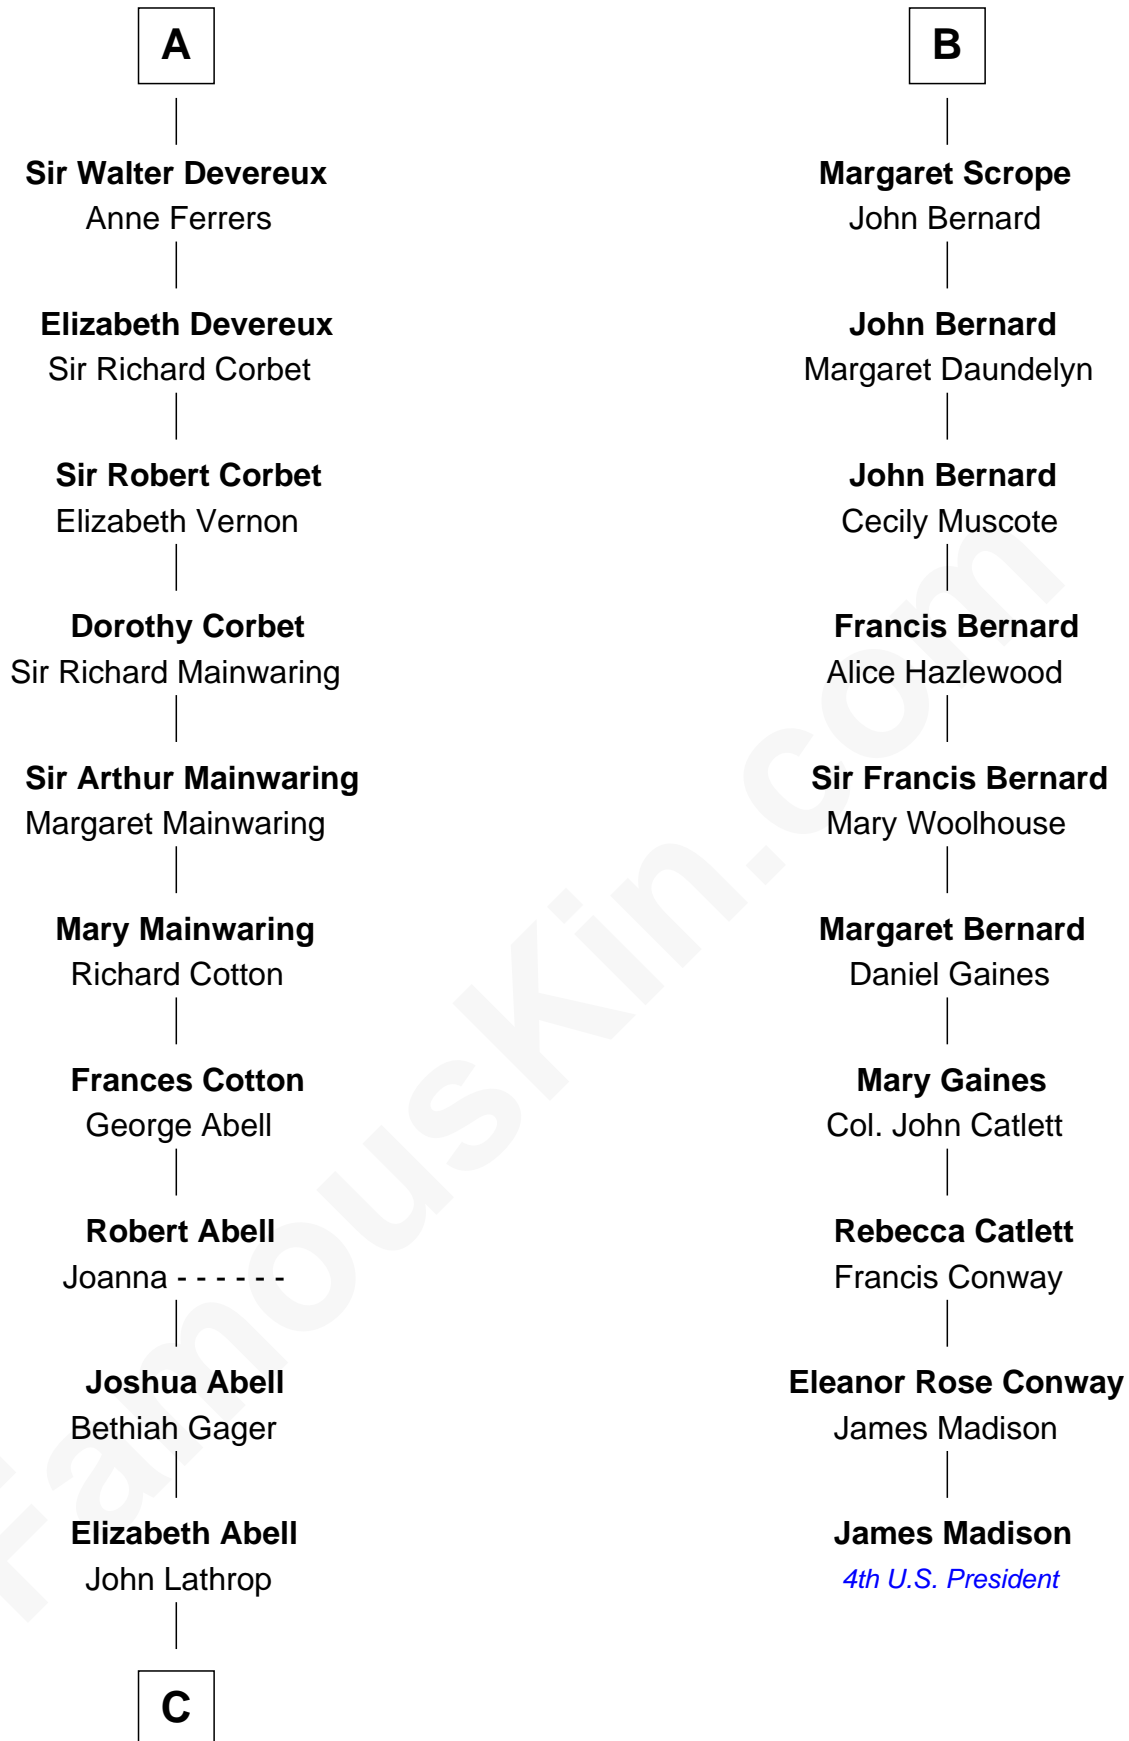 A
Sir Walter Devereux
Anne Ferrers
Elizabeth Devereux
Sir Richard Corbet
Sir Robert Corbet
Elizabeth Vernon
Dorothy Corbet
Sir Richard Mainwaring
Sir Arthur Mainwaring
Margaret Mainwaring
Mary Mainwaring
Richard Cotton
Frances Cotton
George Abell
Robert Abell
Joanna - - - - - -
Joshua Abell
Bethiah Gager
Elizabeth Abell
John Lathrop
C
B
Margaret Scrope
John Bernard
John Bernard
Margaret Daundelyn
John Bernard
Cecily Muscote
Francis Bernard
Alice Hazlewood
Sir Francis Bernard
Mary Woolhouse
Margaret Bernard
Daniel Gaines
Mary Gaines
Col. John Catlett
Rebecca Catlett
Francis Conway
Eleanor Rose Conway
James Madison
James Madison
4th U.S. President
FamousKin.com